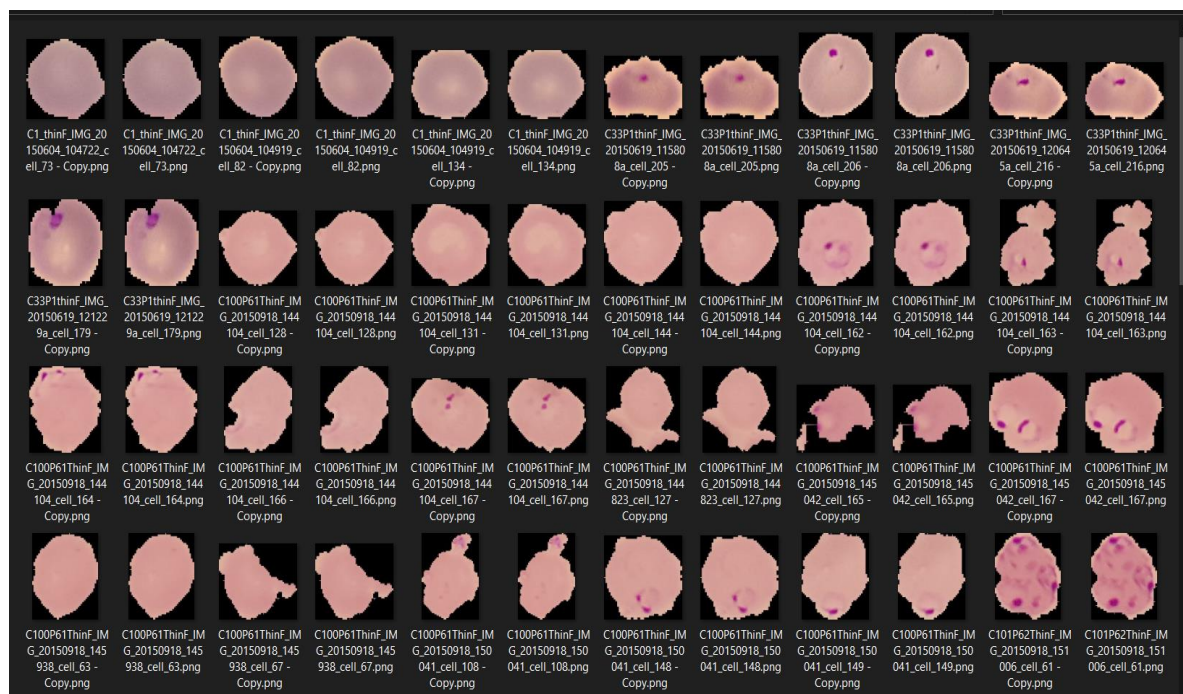 C1_thinF_IMG_20
150604_104722_c
ell_73 - Copy.png
C1_thinF_IMG_20
150604_104722_c
ell_73.png
C1_thinF_IMG_20
150604_104919_c
ell_82 - Copy.png
C1_thinF_IMG_20
150604_104919_c
ell_82.png
C1_thinF_IMG_20
150604_104919_c
ell_134 -
Copy.png
C1_thinF_IMG_20
150604_104919_c
ell_134.png
C33P1thinF_IMG_
20150619_11580
8a_cell_205 -
Copy.png
C33P1thinF_IMG_
20150619_11580
8a_cell_205.png
C33P1thinF_IMG_
20150619_11580
8a_cell_206 -
Copy.png
C33P1thinF_IMG_
20150619_11580
8a_cell_206.png
C33P1thinF_IMG_
20150619_12064
5a_cell_216 -
Copy.png
C33P1thinF_IMG_
20150619_12064
5a_cell_216.png
C33P1thinF_IMG_
20150619_12122
9a_cell_179 -
Copy.png
C33P1thinF_IMG_
20150619_12122
9a_cell_179.png
C100P61ThinF_IM
G_20150918_144
104_cell_128 -
Copy.png
C100P61ThinF_IM
G_20150918_144
104_cell_128.png
C100P61ThinF_IM
G_20150918_144
104_cell_131 -
Copy.png
C100P61ThinF_IM
G_20150918_144
104_cell_131.png
C100P61ThinF_IM
G_20150918_144
104_cell_144 -
Copy.png
C100P61ThinF_IM
G_20150918_144
104_cell_144.png
C100P61ThinF_IM
G_20150918_144
104_cell_162 -
Copy.png
C100P61ThinF_IM
G_20150918_144
104_cell_162.png
C100P61ThinF_IM
G_20150918_144
104_cell_163 -
Copy.png
C100P61ThinF_IM
G_20150918_144
104_cell_163.png
C100P61ThinF_IM
G_20150918_144
104_cell_164 -
Copy.png
C100P61ThinF_IM
G_20150918_144
104_cell_164.png
C100P61ThinF_IM
G_20150918_144
104_cell_166 -
Copy.png
C100P61ThinF_IM
G_20150918_144
104_cell_166.png
C100P61ThinF_IM
G_20150918_144
104_cell_167 -
Copy.png
C100P61ThinF_IM
G_20150918_144
104_cell_167.png
C100P61ThinF_IM
G_20150918_144
823_cell_127 -
Copy.png
C100P61ThinF_IM
G_20150918_144
823_cell_127.png
C100P61ThinF_IM
G_20150918_145
042_cell_165 -
Copy.png
C100P61ThinF_IM
G_20150918_145
042_cell_165.png
C100P61ThinF_IM
G_20150918_145
042_cell_167 -
Copy.png
C100P61ThinF_IM
G_20150918_145
042_cell_167.png
C100P61ThinF_IM
G_20150918_145
938_cell_63 -
Copy.png
C100P61ThinF_IM
G_20150918_145
938_cell_63.png
C100P61ThinF_IM
G_20150918_145
938_cell_67 -
Copy.png
C100P61ThinF_IM
G_20150918_145
938_cell_67.png
C100P61ThinF_IM
G_20150918_150
041_cell_108 -
Copy.png
C100P61ThinF_IM
G_20150918_150
041_cell_108.png
C100P61ThinF_IM
G_20150918_150
041_cell_148 -
Copy.png
C100P61ThinF_IM
G_20150918_150
041_cell_148.png
C100P61ThinF_IM
G_20150918_150
041_cell_149 -
Copy.png
C100P61ThinF_IM
G_20150918_150
041_cell_149.png
C101P62ThinF_IM
G_20150918_151
006_cell_61 -
Copy.png
C101P62ThinF_IM
G_20150918_151
006_cell_61.png